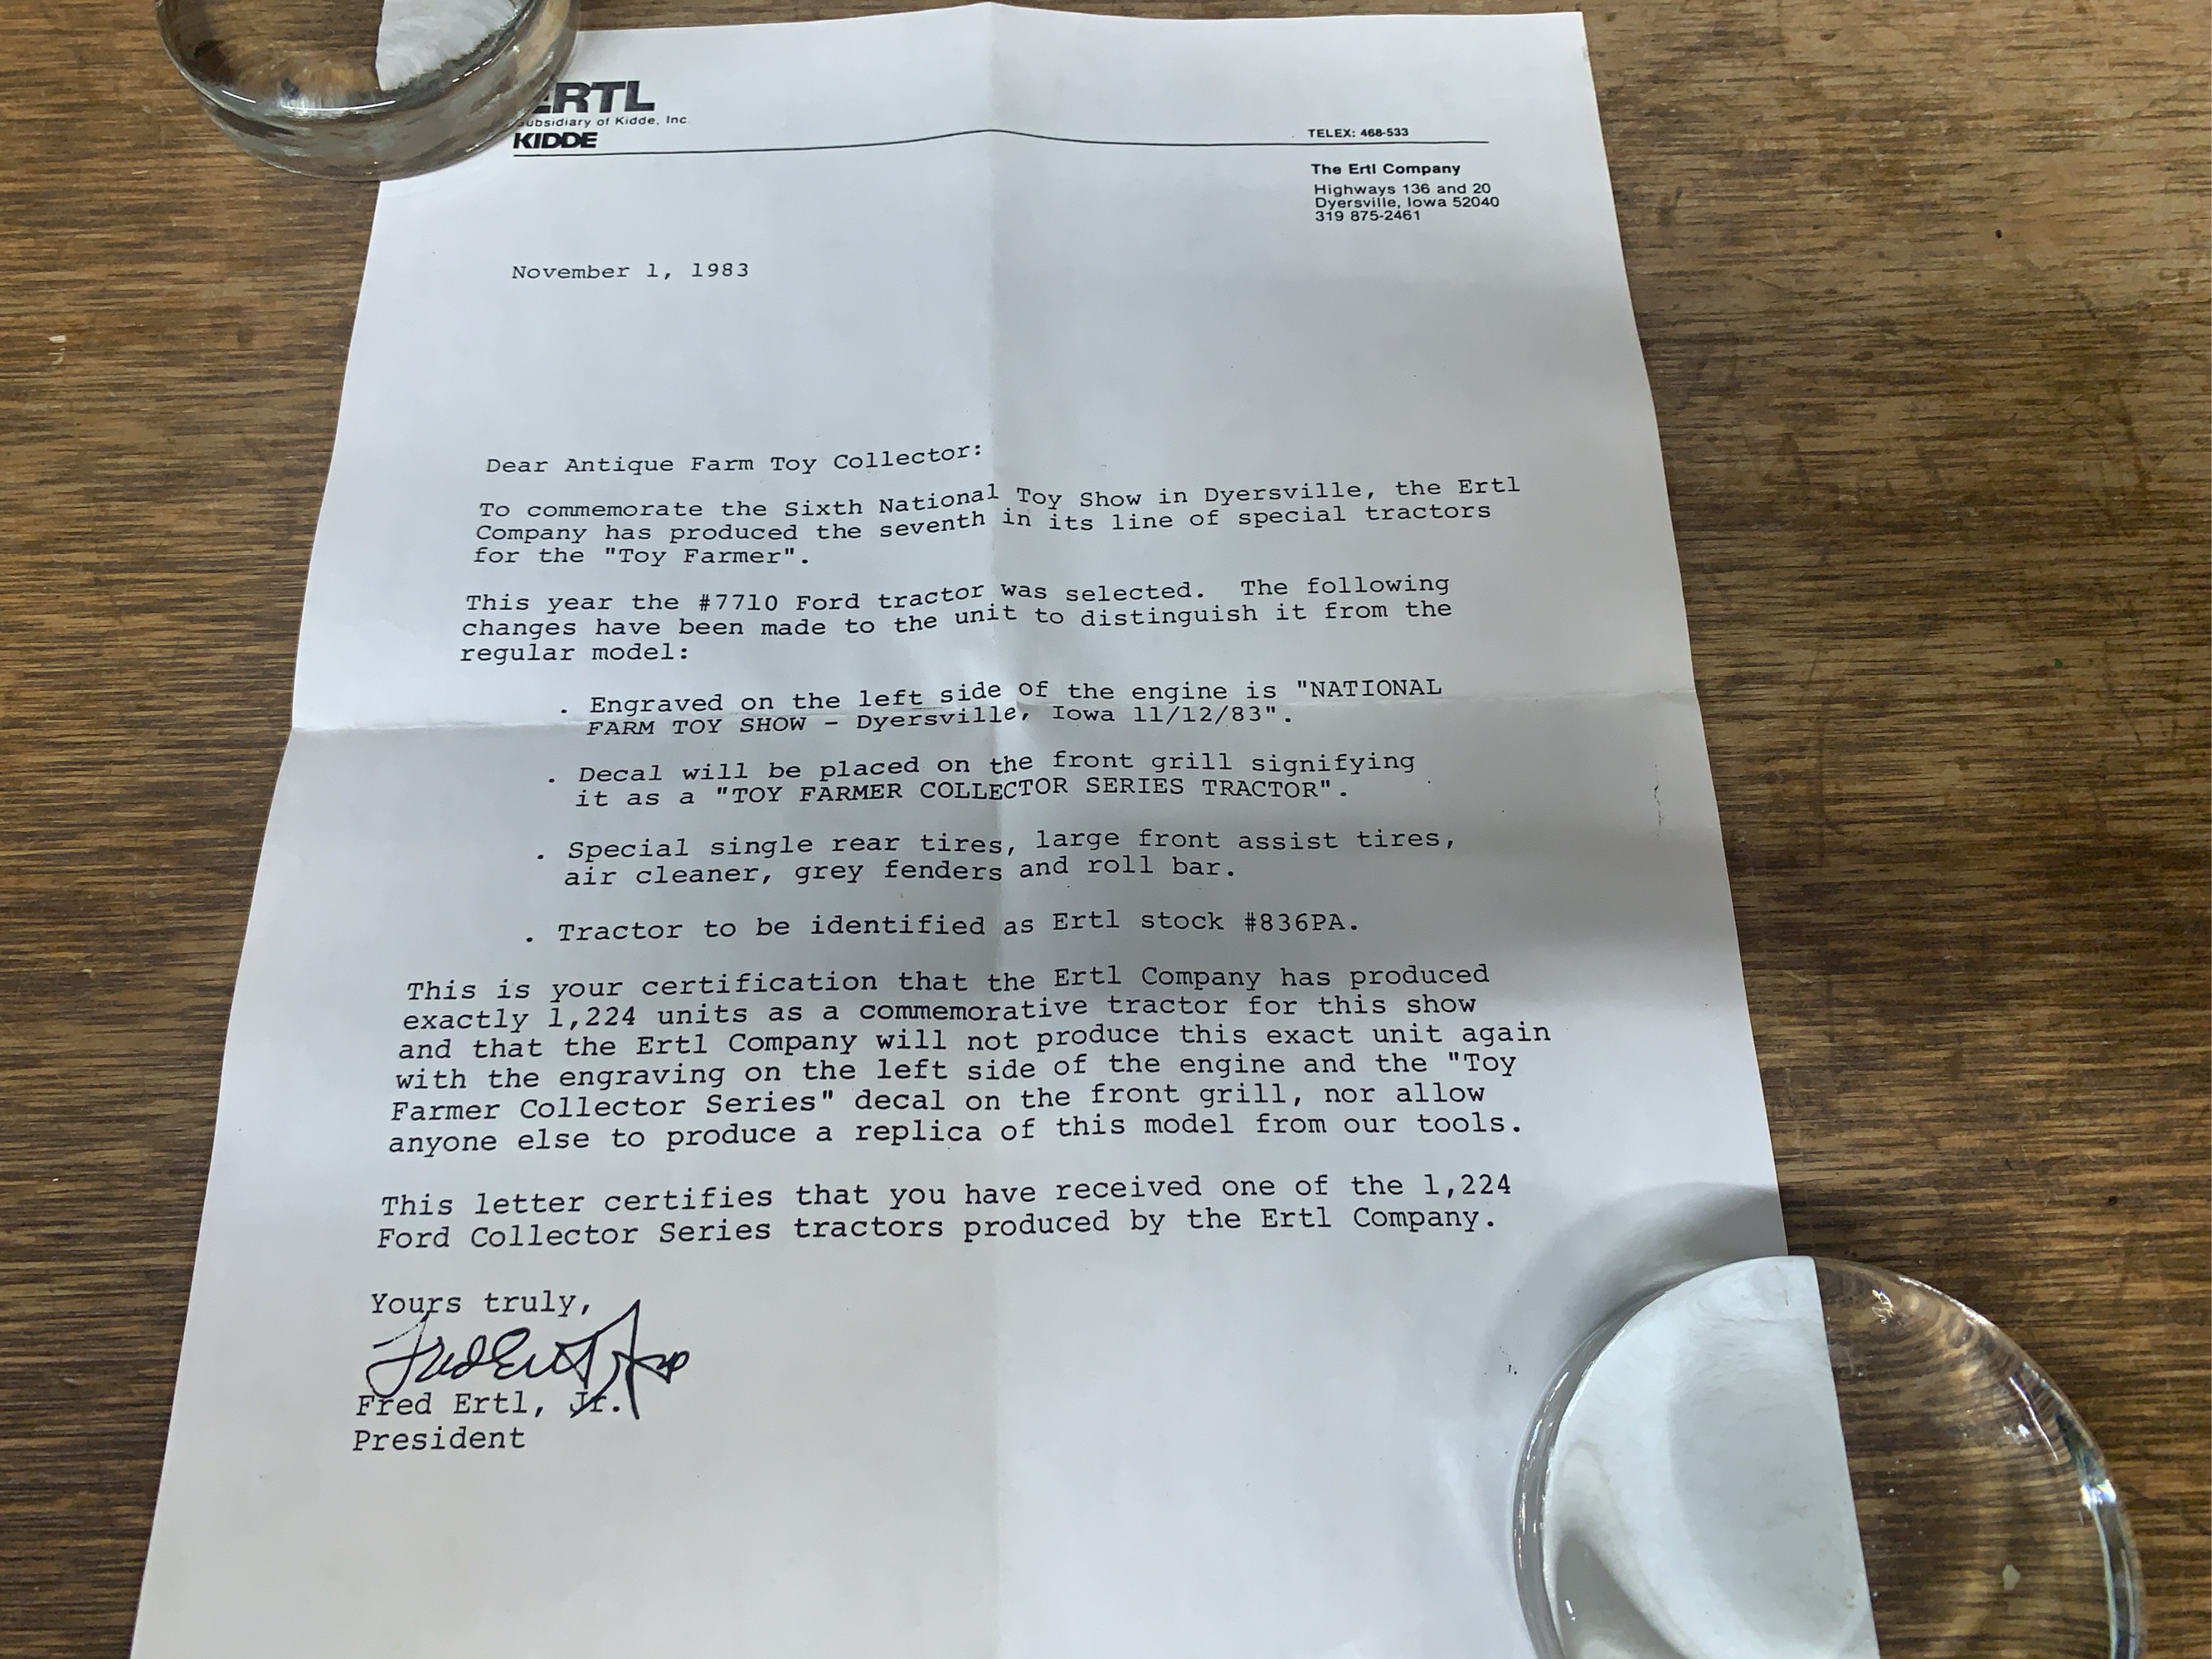 ERTL
Subsidiary of Kidde, Inc.
KIDDE
TELEX: 468-533
The Ertl Company
Highways 136 and 20
Dyersville, Iowa 52040
319 875-2461
November 1, 1983
Dear Antique Farm Toy Collector:
To commemorate the Sixth National Toy Show in Dyersville, the Ertl
Company has produced the seventh in its line of special tractors
for the "Toy Farmer".
This year the #7710 Ford tractor was selected. The following
changes have been made to the unit to distinguish it from the
regular model:
. Engraved on the left side of the engine is "NATIONAL
FARM TOY SHOW - Dyersville, Iowa 11/12/83".
. Decal will be placed on the front grill signifying
it as a "TOY FARMER COLLECTOR SERIES TRACTOR".
. Special single rear tires, large front assist tires,
air cleaner, grey fenders and roll bar.
. Tractor to be identified as Ertl stock #836PA.
This is your certification that the Ertl Company has produced
exactly 1,224 units as a commemorative tractor for this show
and that the Ertl Company will not produce this exact unit again
with the engraving on the left side of the engine and the "Toy
Farmer Collector Series" decal on the front grill, nor allow
anyone else to produce a replica of this model from our tools.
This letter certifies that you have received one of the 1,224
Ford Collector Series tractors produced by the Ertl Company.
Yours truly,
Fred Ertl Jr
Fred Ertl, Jr.
President